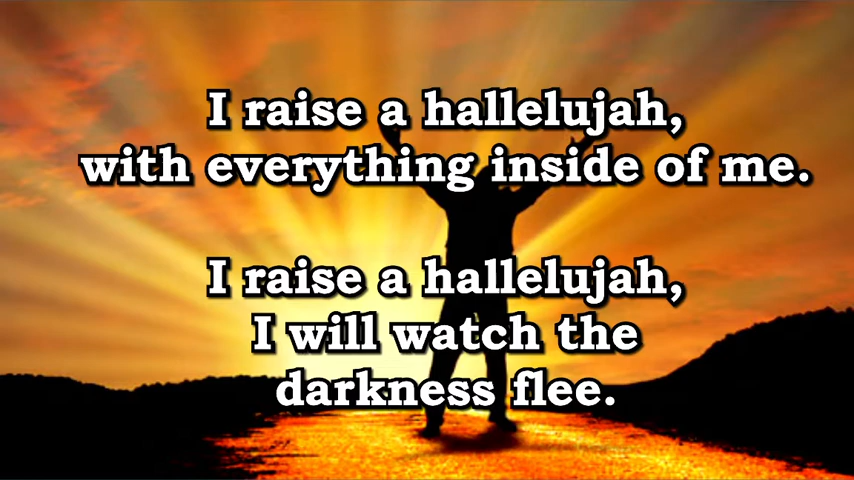 I raise a hallelujah,
with everything inside of me.
I raise a hallelujah,
I will watch the
darkness flee.